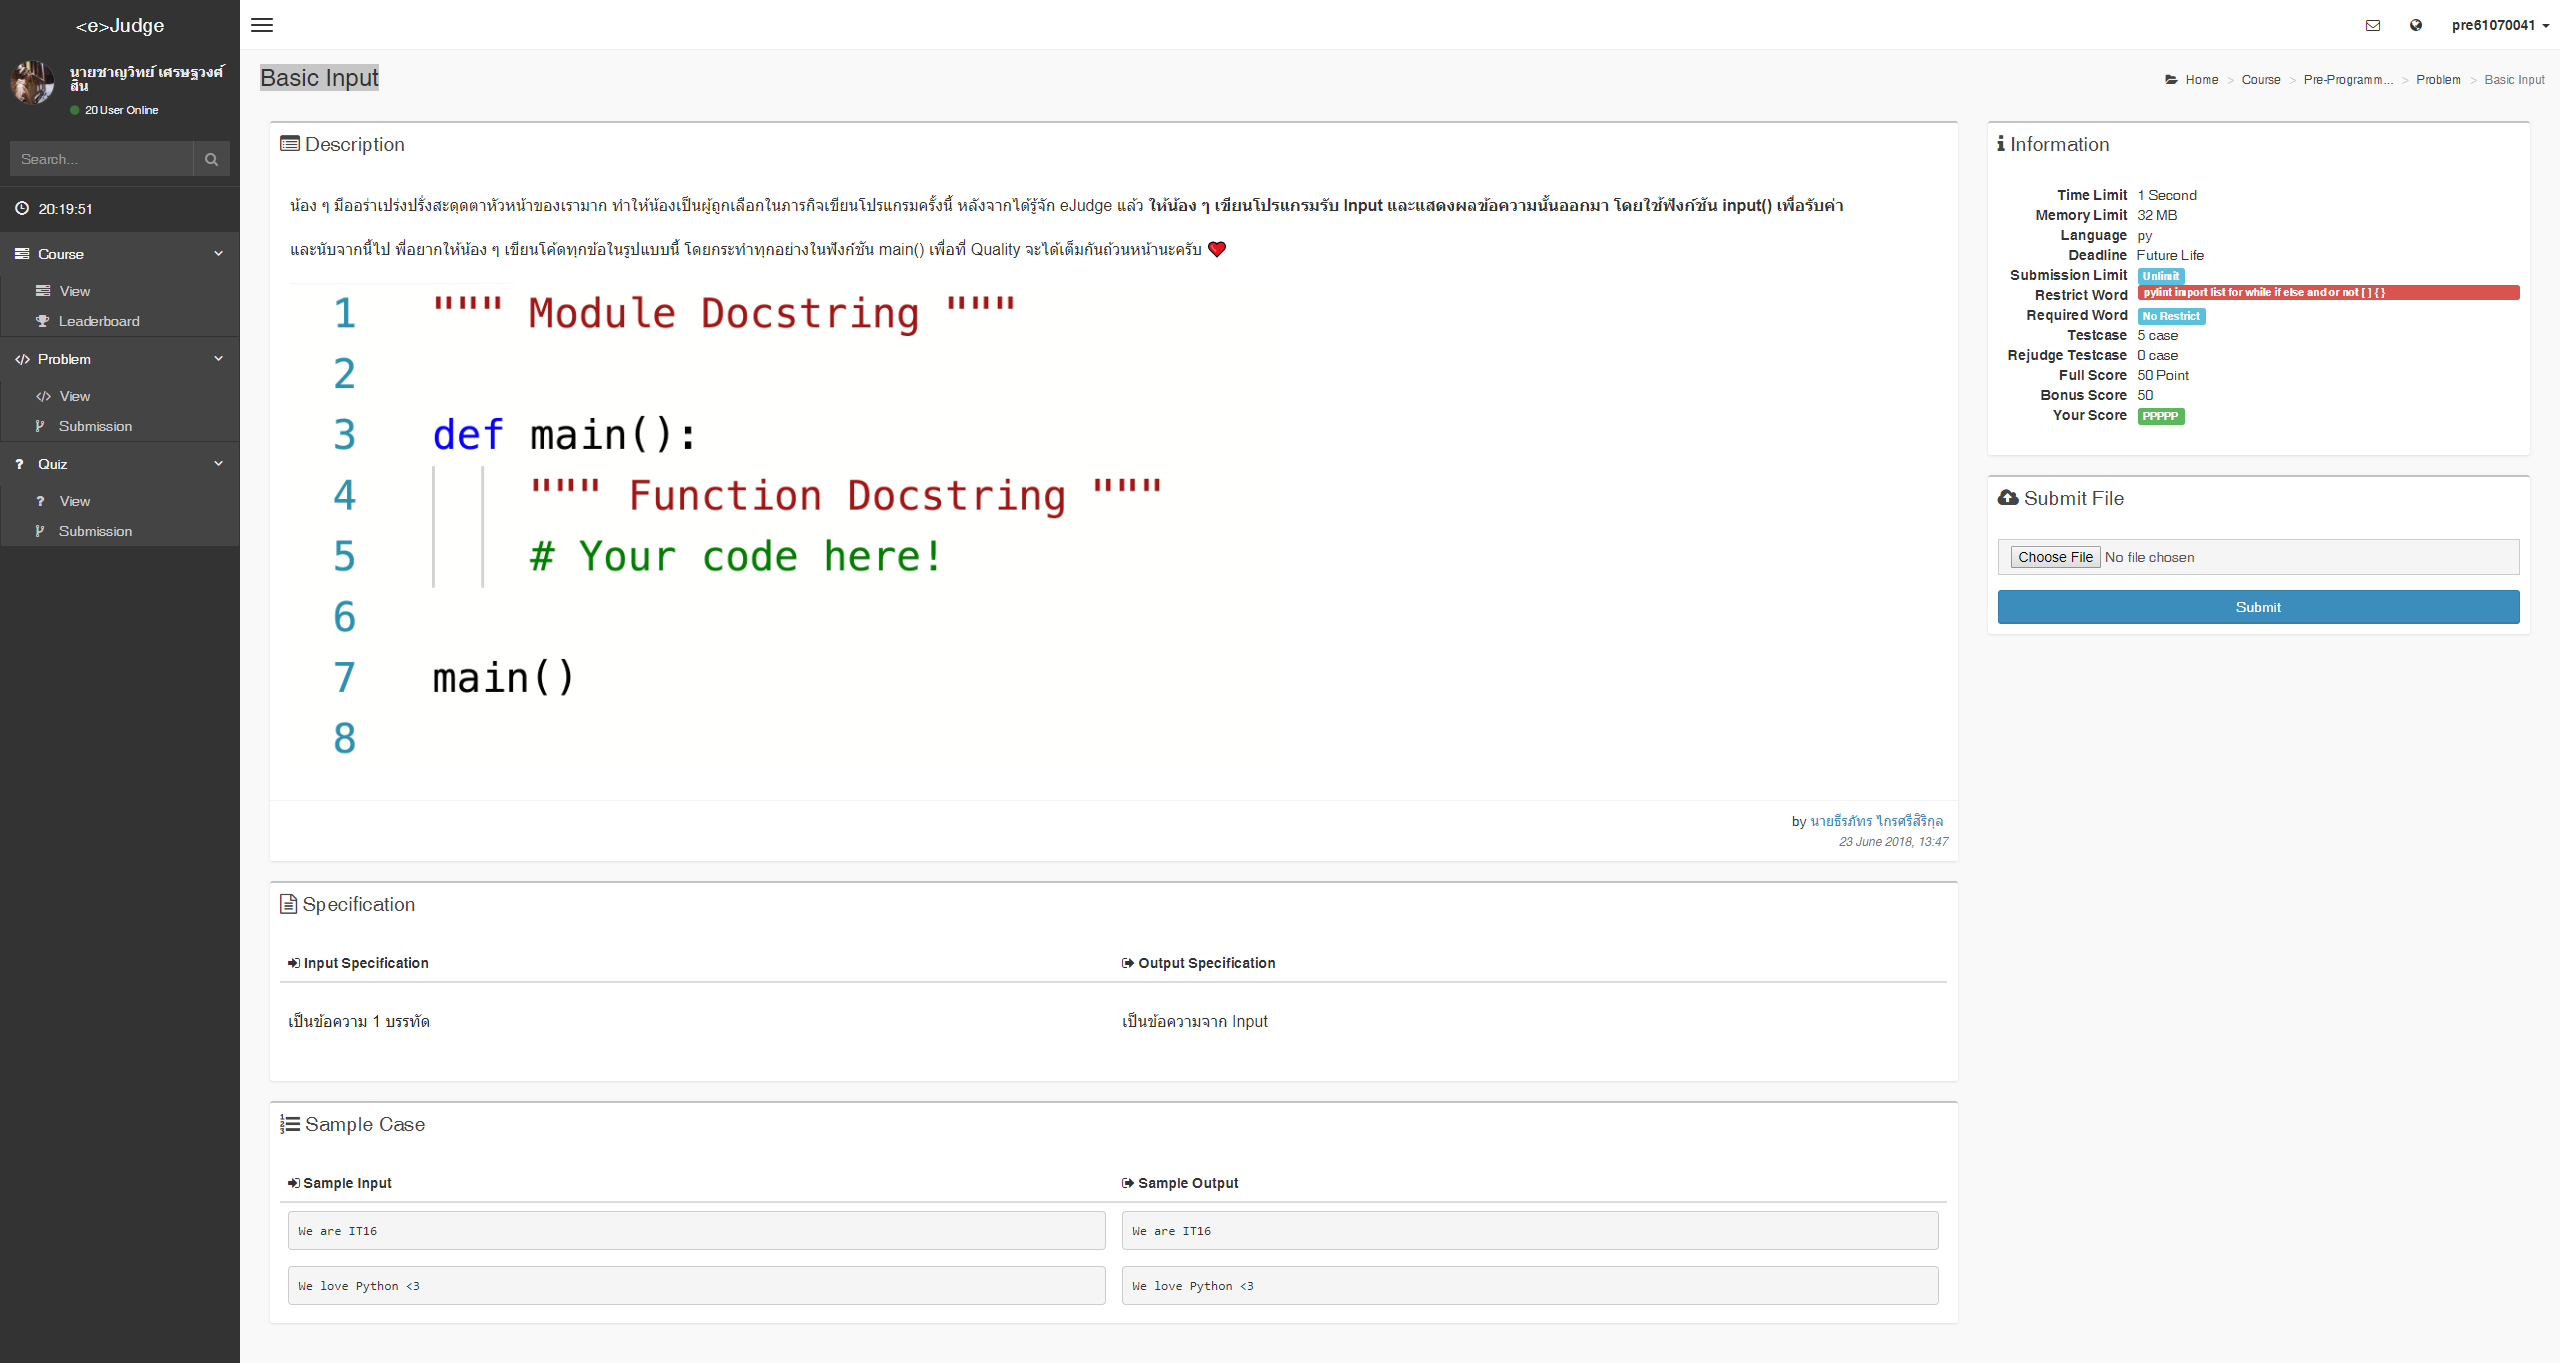 <e>Judge
นายชาญวิทย์ เศรษฐวงศ์
สิน
20 User Online
Search...
20:19:51
Course
View
Leaderboard
Problem
View
Submission
Quiz
View
Submission
pre61070041
Basic Input
Home > Course > Pre-Programm... > Problem > Basic Input
Description
น้อง ๆ มีออร่าเปร่งปรั่งสะดุดตาหัวหน้าของเรามาก ทำให้น้องเป็นผู้ถูกเลือกในภารกิจเขียนโปรแกรมครั้งนี้ หลังจากได้รู้จัก eJudge แล้ว ให้น้อง ๆ เขียนโปรแกรมรับ Input และแสดงผลข้อความนั้นออกมา โดยใช้ฟังก์ชัน input() เพื่อรับค่า
และนับจากนี้ไป พี่อยากให้น้อง ๆ เขียนโค้ดทุกข้อในรูปแบบนี้ โดยกระทำทุกอย่างในฟังก์ชัน main() เพื่อที่ Quality จะได้เต็มกันถ้วนหน้านะครับ ❤
1 """ Module Docstring """
2
3 def main():
4 """ Function Docstring """
5 # Your code here!
6
7 main()
8
by นายธีรภัทร ไกรศรีสิริกุล
23 June 2018, 13:47
Specification
Input Specification
Output Specification
เป็นข้อความ 1 บรรทัด
เป็นข้อความจาก Input
Sample Case
Sample Input
Sample Output
We are IT16
We are IT16
We love Python <3
We love Python <3
Information
Time Limit 1 Second
Memory Limit 32 MB
Language py
Deadline Future Life
Submission Limit Unlimit
Restrict Word pylint import list for while if else and or not [ ] { }
Required Word No Restrict
Testcase 5 case
Rejudge Testcase 0 case
Full Score 50 Point
Bonus Score 50
Your Score PPPPP
Submit File
Choose File No file chosen
Submit